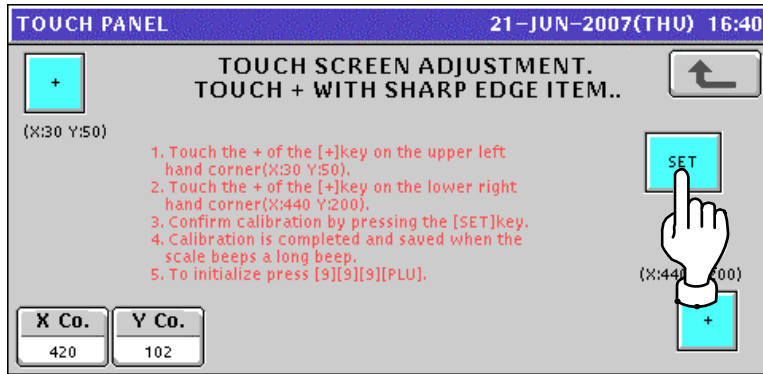 TOUCH PANEL 21-JUN-2007(THU) 16:40
TOUCH SCREEN ADJUSTMENT.
TOUCH + WITH SHARP EDGE ITEM..
+
(X:30 Y:50)
1. Touch the + of the [+]key on the upper left
hand corner(X:30 Y:50).
2. Touch the + of the [+]key on the lower right
hand corner(X:440 Y:200).
3. Confirm calibration by pressing the [SET]key.
4. Calibration is completed and saved when the
scale beeps a long beep.
5. To initialize press [9][9][9][PLU].
SET
(X:440 200)
+
X Co. Y Co.
420 102